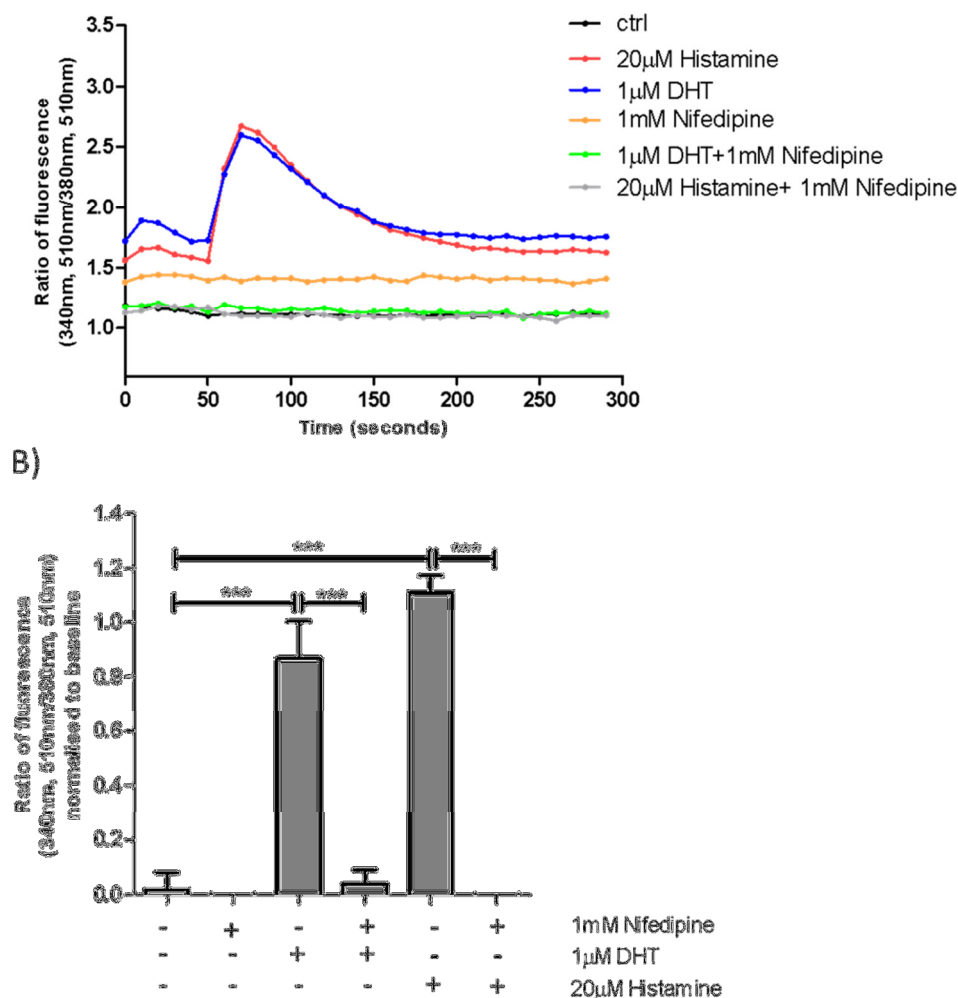 3.5
3.0
2.5
2.0
1.5
1.0
Ratio of fluorescence
(340nm, 510nm/380nm, 510nm)
0 50 100 150 200 250 300
Time (seconds)
ctrl
20µM Histamine
1µM DHT
1mM Nifedipine
1µM DHT+1mM Nifedipine
20µM Histamine+ 1mM Nifedipine
B)
1.4
1.2
1.0
0.8
0.6
0.4
0.2
0.0
Ratio of fluorescence
(340nm, 510nm/380nm, 510nm)
normalised to baseline
*** ***
*** ***
- + - + - + 1mM Nifedipine
- - + + - - 1µM DHT
- - - - + + 20µM Histamine